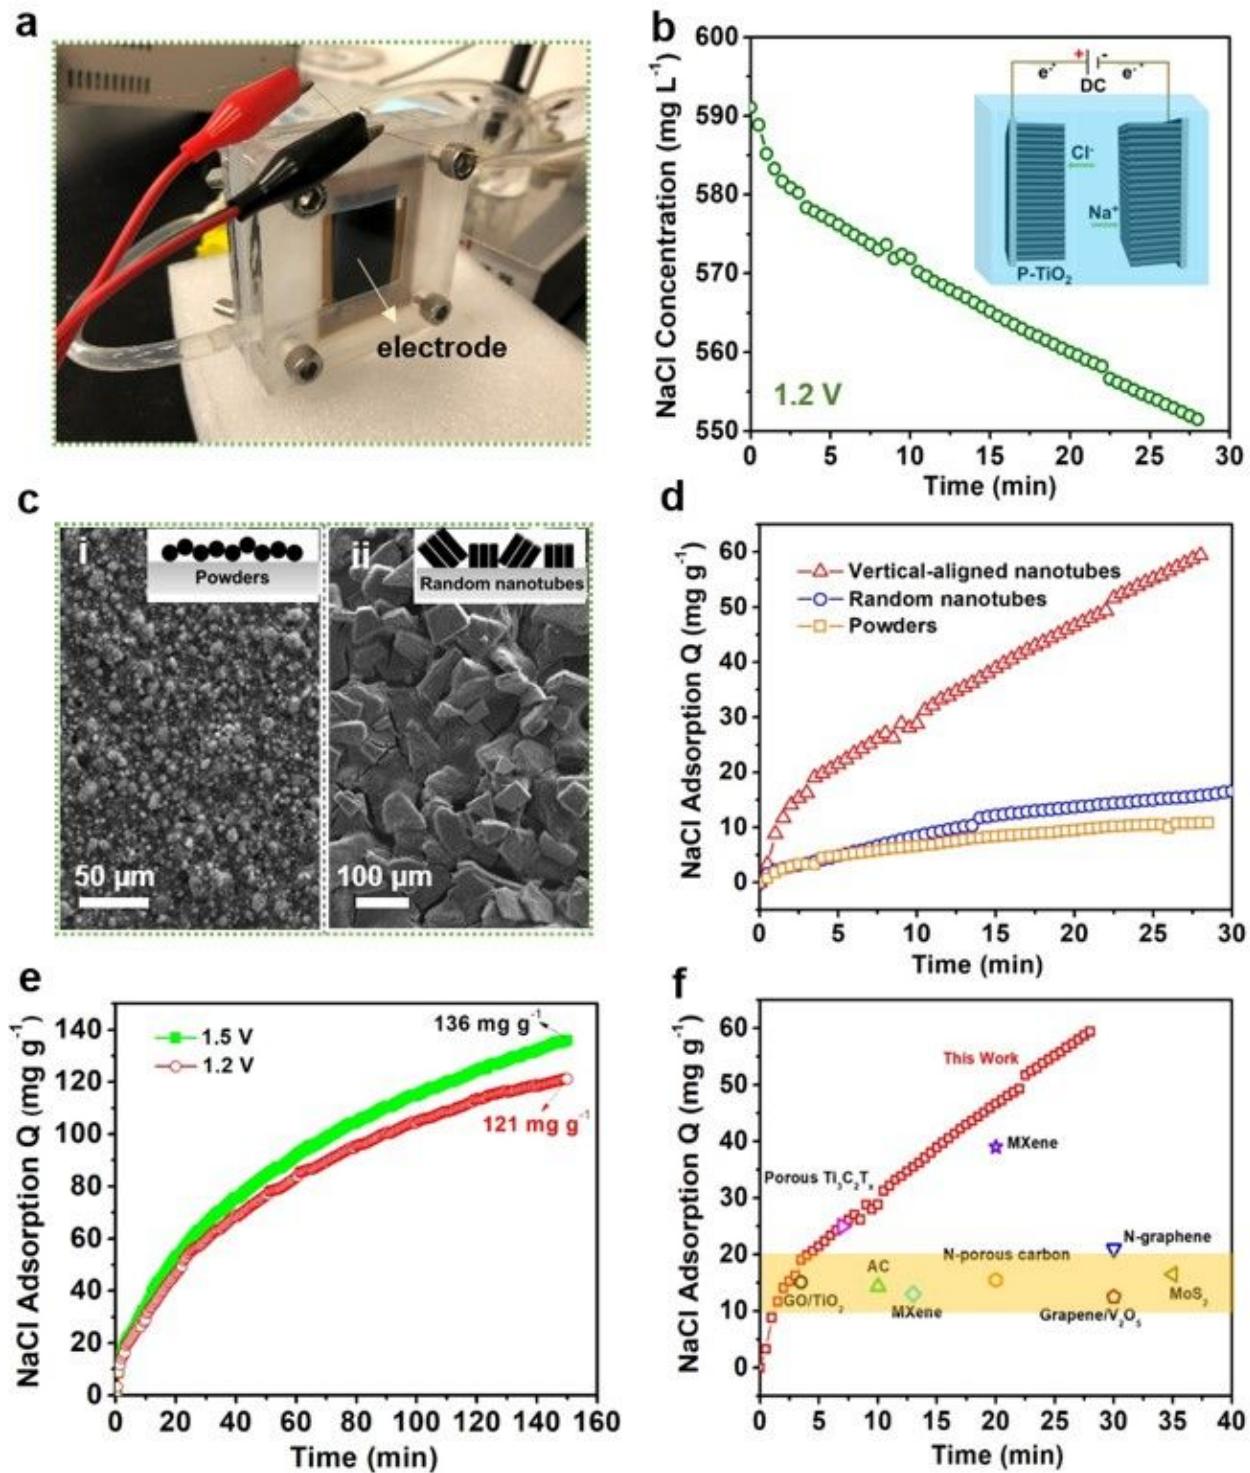 a
electrode
b
NaCl Concentration (mg L⁻¹)
600
590
580
570
560
550
0 5 10 15 20 25 30
Time (min)
1.2 V
+ -
e⁻ e⁻
DC
Cl⁻
Na⁺
P-TiO₂
c
i
Powders
50 µm
ii
Random nanotubes
100 µm
d
NaCl Adsorption Q (mg g⁻¹)
60
50
40
30
20
10
0
0 5 10 15 20 25 30
Time (min)
Vertical-aligned nanotubes
Random nanotubes
Powders
e
NaCl Adsorption Q (mg g⁻¹)
140
120
100
80
60
40
20
0
0 20 40 60 80 100 120 140 160
Time (min)
1.5 V
1.2 V
136 mg g⁻¹
121 mg g⁻¹
f
NaCl Adsorption Q (mg g⁻¹)
60
50
40
30
20
10
0
0 5 10 15 20 25 30 35 40
Time (min)
This Work
MXene
Porous Ti₃C₂Tₓ
N-graphene
N-porous carbon
AC
GO/TiO₂
MXene
Grapene/V₂O₅
MoS₂